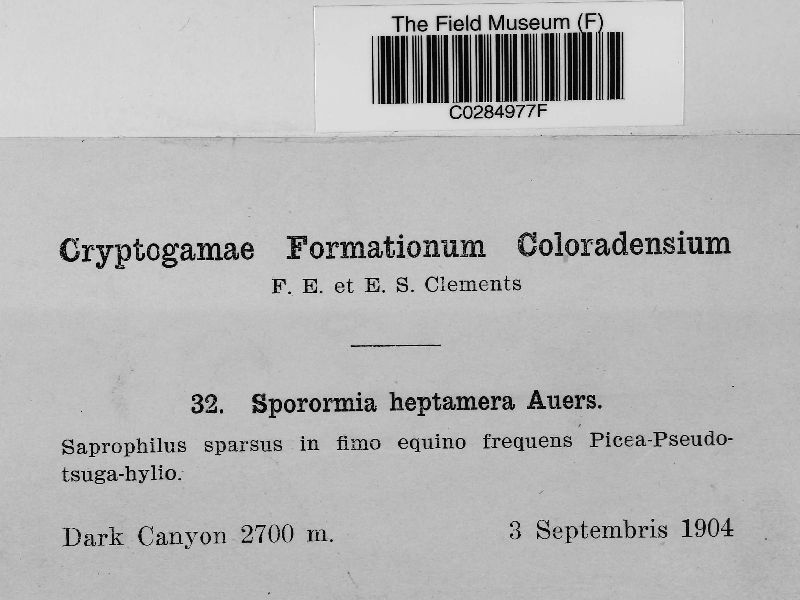 The Field Museum (F)
C0284977F
Cryptogamae Formationum Coloradensium
F. E. et E. S. Clements
32. Sporormia heptamera Auers.
Saprophilus sparsus in fimo equino frequens Picea-Pseudo-
tsuga-hylio.
Dark Canyon 2700 m. 3 Septembris 1904